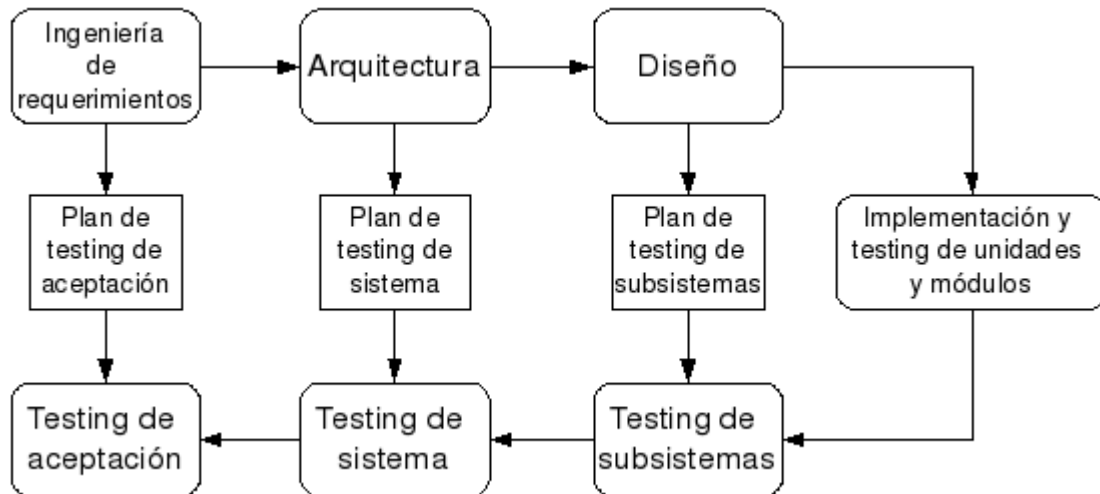 Ingeniería
de
requerimientos
Arquitectura
Diseño
Plan de
testing de
aceptación
Plan de
testing de
sistema
Plan de
testing de
subsistemas
Implementación y
testing de unidades
y módulos
Testing de
aceptación
Testing de
sistema
Testing de
subsistemas